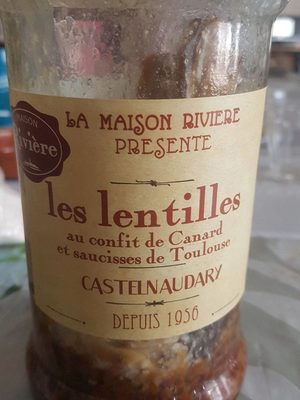 LA MAISON RIVIERE
PRESENTE
MAISON
Rivière
les lentilles
au confit de Canard
et saucisses de Toulouse
CASTELNAUDARY
DEPUIS 1956